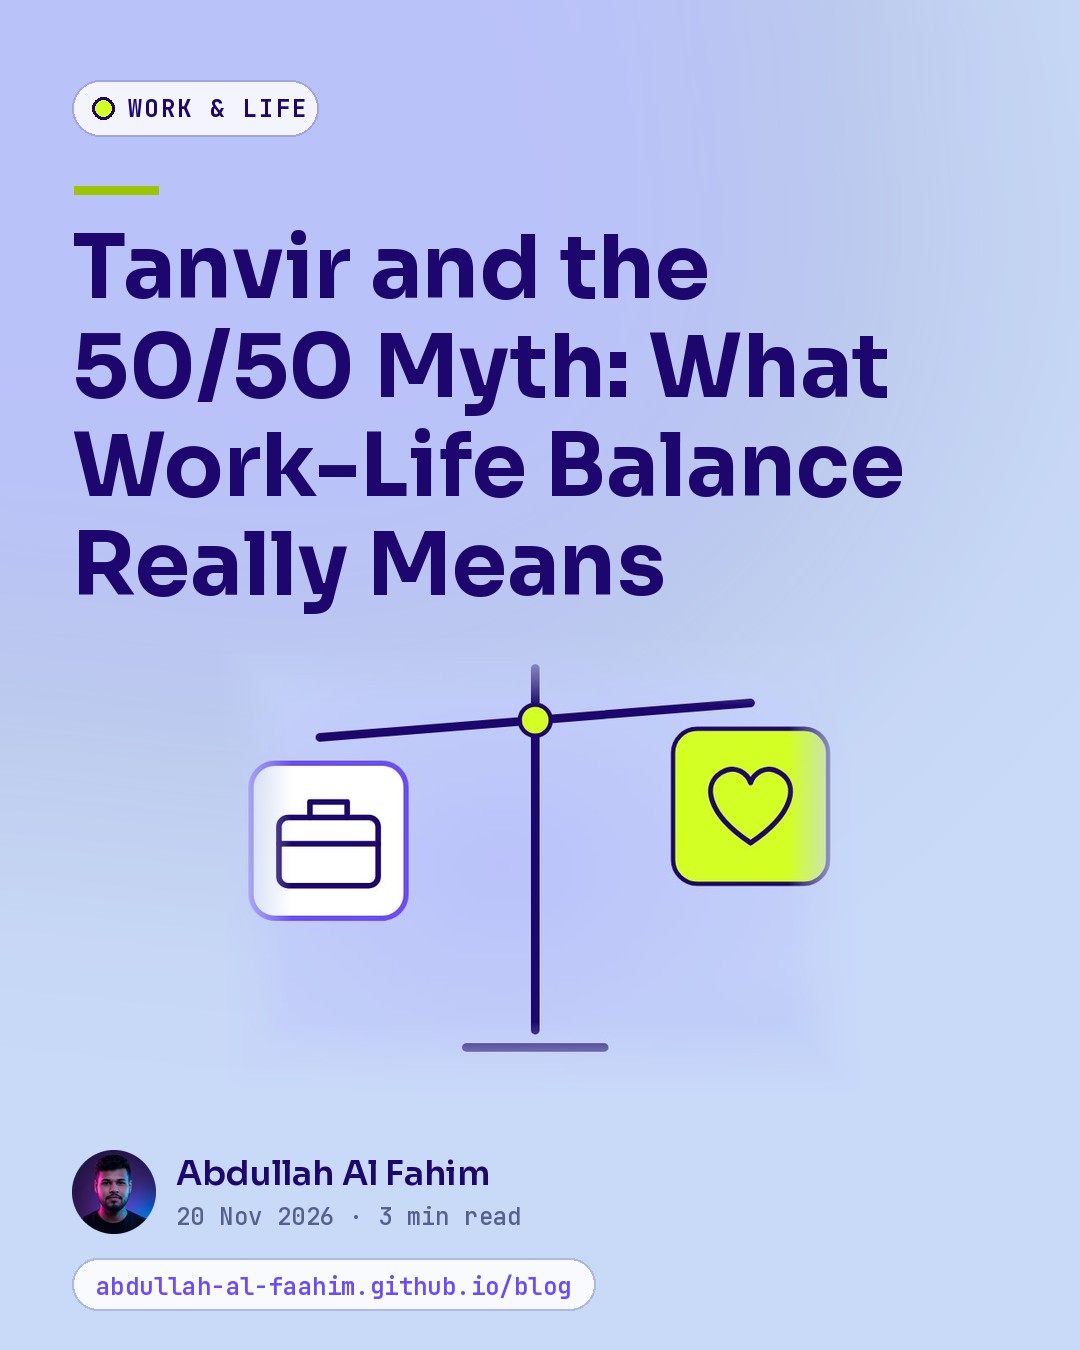 WORK & LIFE
Tanvir and the
50/50 Myth: What
Work-Life Balance
Really Means
Abdullah Al Fahim
20 Nov 2026 · 3 min read
abdullah-al-faahim.github.io/blog